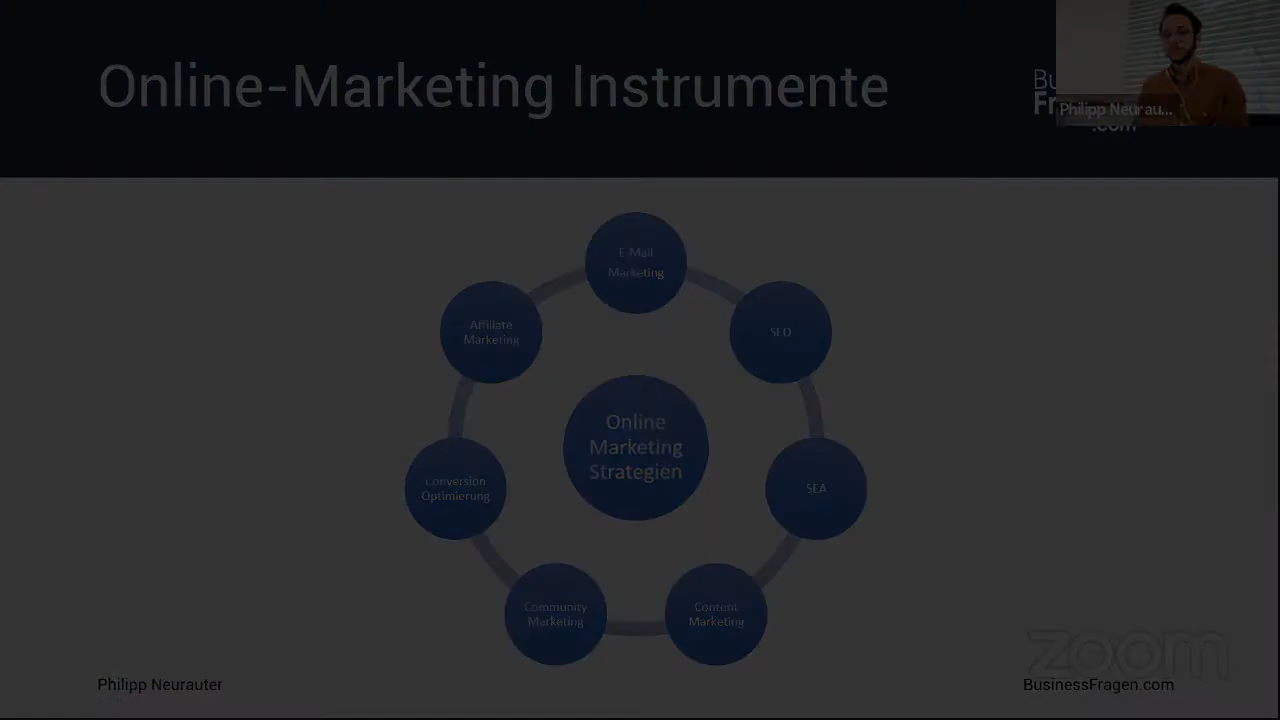 Online-Marketing Instrumente
Philipp Neurau...
.com
E-Mail
Marketing
Affiliate
Marketing
SEO
Online
Marketing
Strategien
Conversion
Optimierung
SEA
Community
Marketing
Content
Marketing
zoom
Philipp Neurauter
BusinessFragen.com